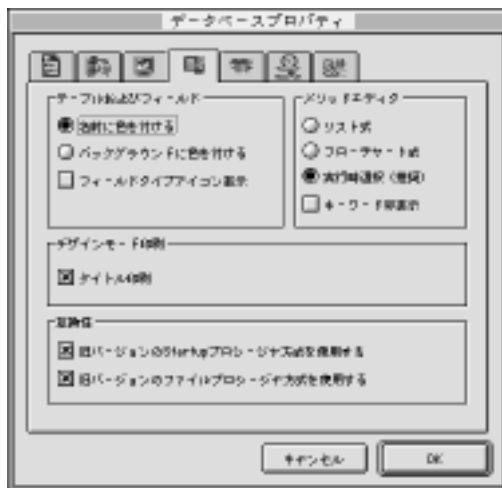 データベースプロパティ
テーブルおよびフィールド
名前に色を付ける
バックグラウンドに色を付ける
フィールドタイプアイコン表示
メソッドエディタ
リスト式
フローチャート式
実行時選択（推奨）
キーワード等表示
デザインモード印刷
タイトル印刷
互換性
旧バージョンのStartupプロシージャ方式を使用する
旧バージョンのファイルプロシージャ方式を使用する
キャンセル
OK